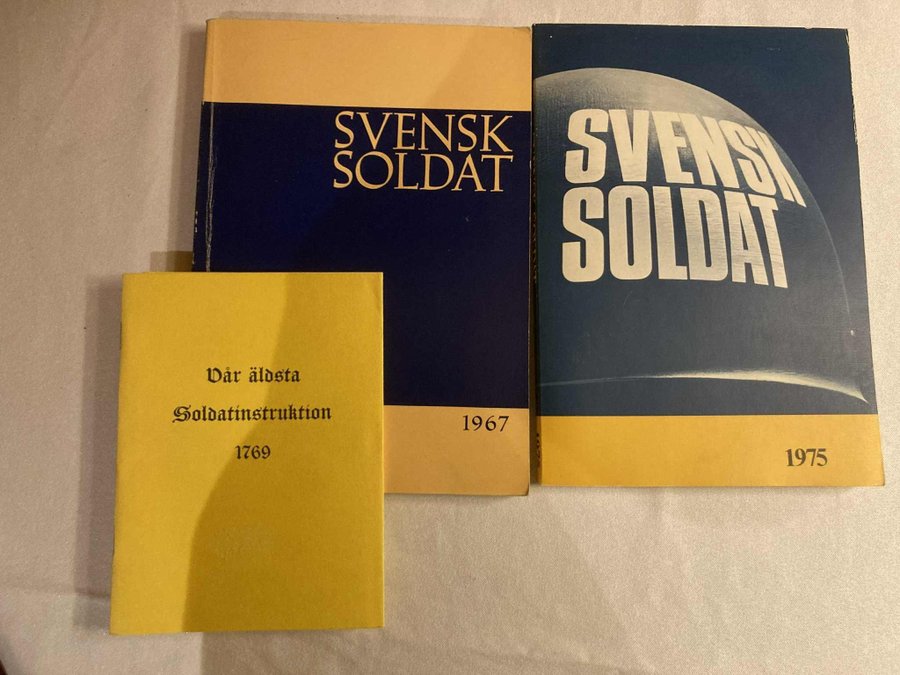 SVENSK
SOLDAT
1967
SVENSK
SOLDAT
1975
Vår äldsta
Soldatinstruktion
1769